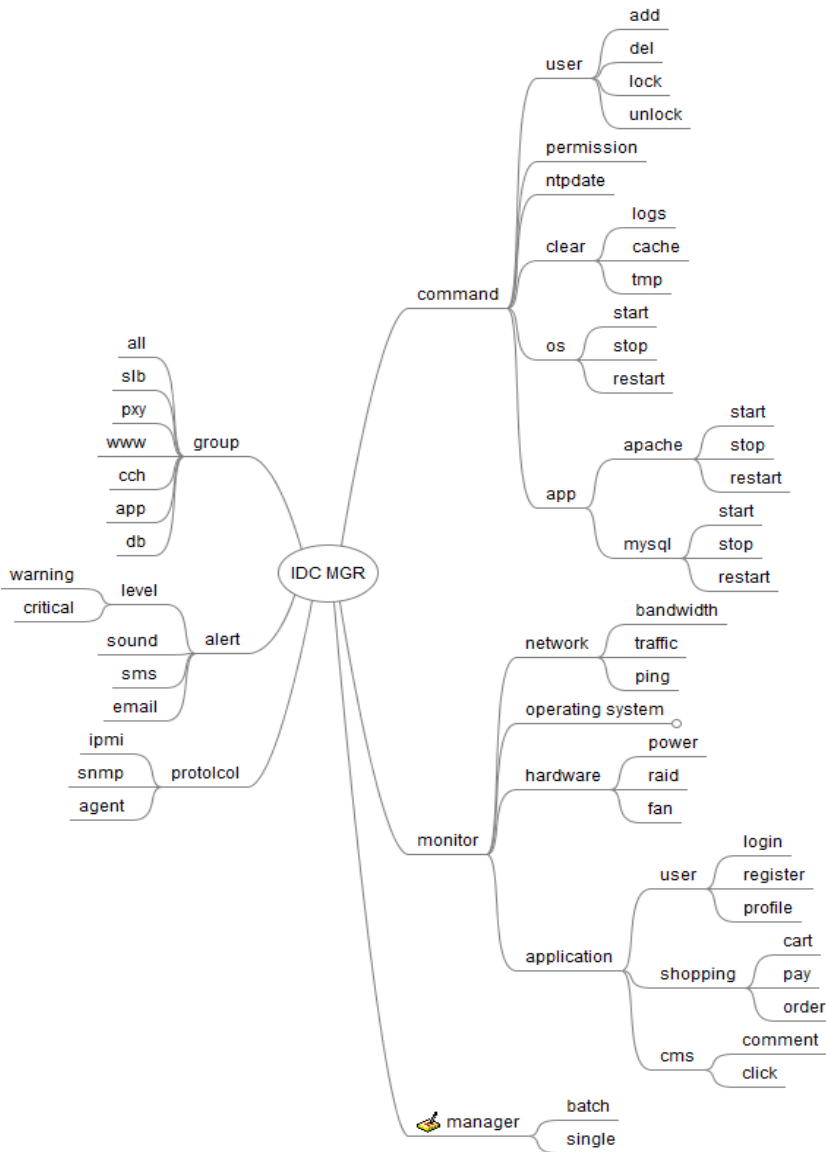 IDC MGR
command
user
add
del
lock
unlock
permission
ntpdate
clear
logs
cache
tmp
os
start
stop
restart
app
apache
start
stop
restart
mysql
start
stop
restart
monitor
network
bandwidth
traffic
ping
operating system
hardware
power
raid
fan
application
user
login
register
profile
shopping
cart
pay
order
cms
comment
click
manager
batch
single
group
all
slb
pxy
www
cch
app
db
alert
level
warning
critical
sound
sms
email
protolcol
ipmi
snmp
agent